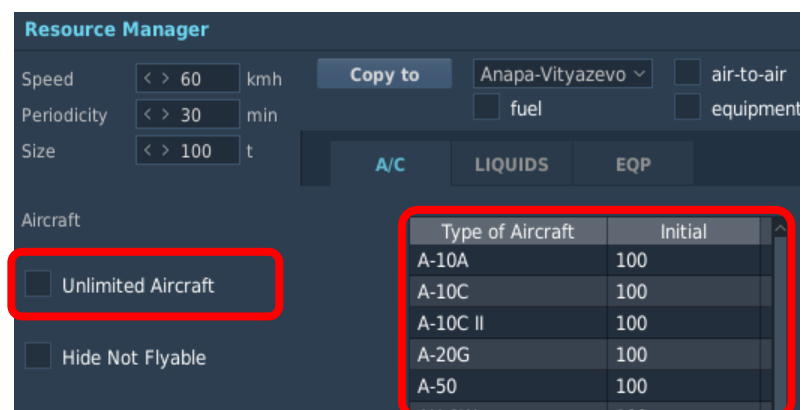 Resource Manager
Speed < > 60 kmh
Copy to Anapa-Vityazevo air-to-air
Periodicity < > 30 min
fuel equipment
Size < > 100 t
A/C LIQUIDS EQP
Aircraft
Type of Aircraft Initial
A-10A 100
Unlimited Aircraft
A-10C 100
A-10C II 100
Hide Not Flyable
A-20G 100
A-50 100